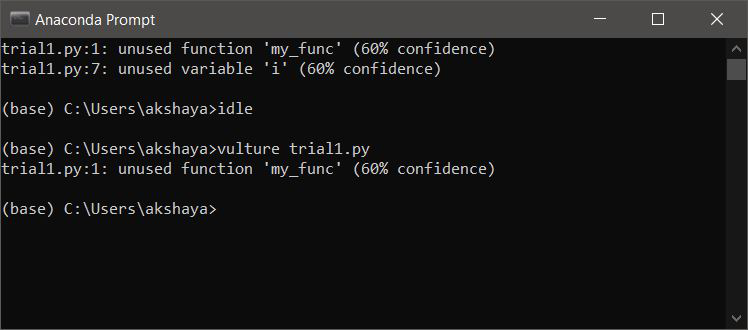 Anaconda Prompt
trial1.py:1: unused function 'my_func' (60% confidence)
trial1.py:7: unused variable 'i' (60% confidence)
(base) C:\Users\akshaya>idle
(base) C:\Users\akshaya>vulture trial1.py
trial1.py:1: unused function 'my_func' (60% confidence)
(base) C:\Users\akshaya>